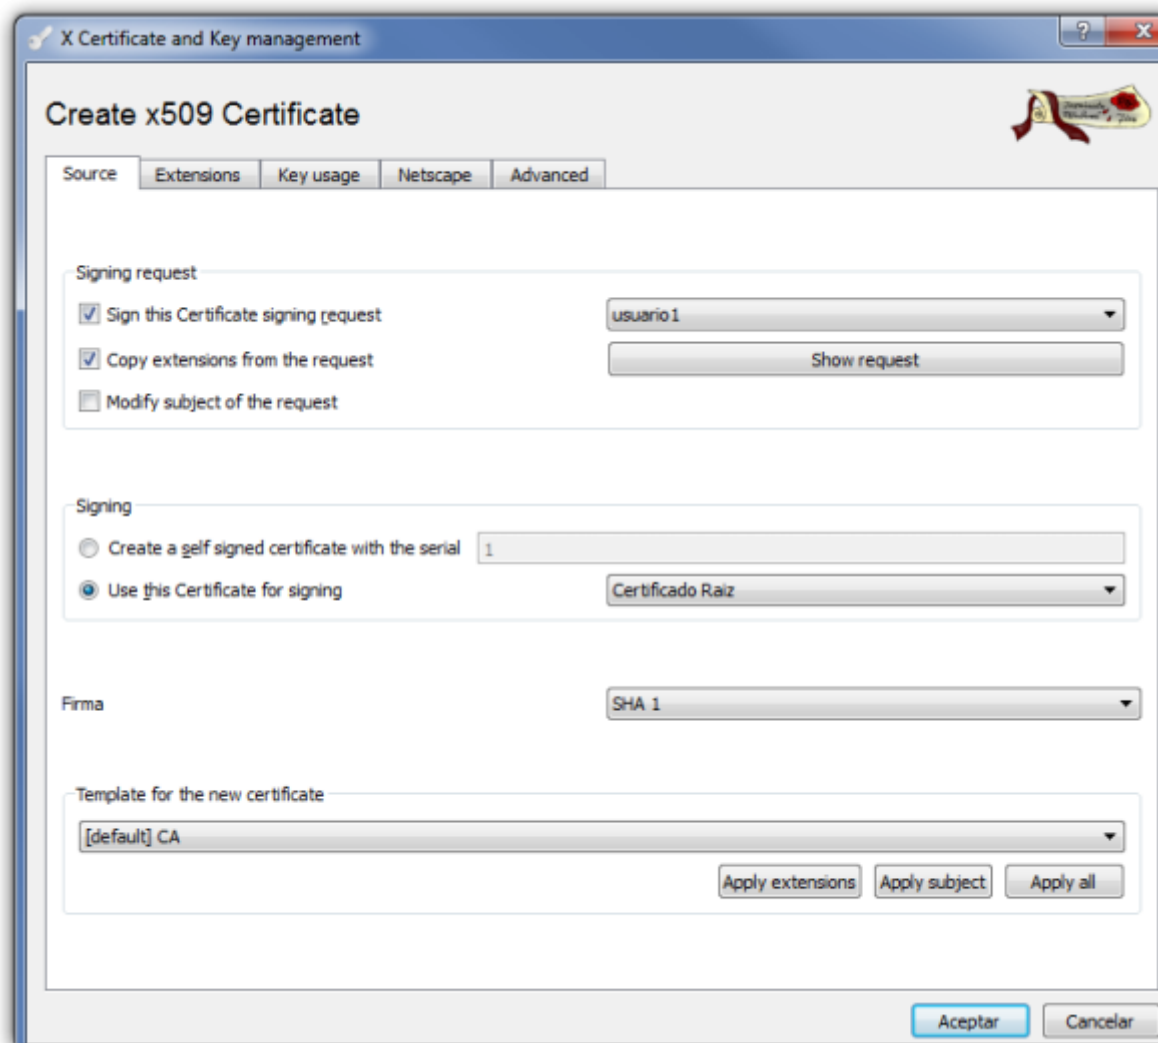 X Certificate and Key management
Create x509 Certificate
Source Extensions Key usage Netscape Advanced
Signing request
Sign this Certificate signing request usuario1
Copy extensions from the request Show request
Modify subject of the request
Signing
Create a self signed certificate with the serial 1
Use this Certificate for signing Certificado Raiz
Firma SHA 1
Template for the new certificate
[default] CA
Apply extensions Apply subject Apply all
Aceptar Cancelar